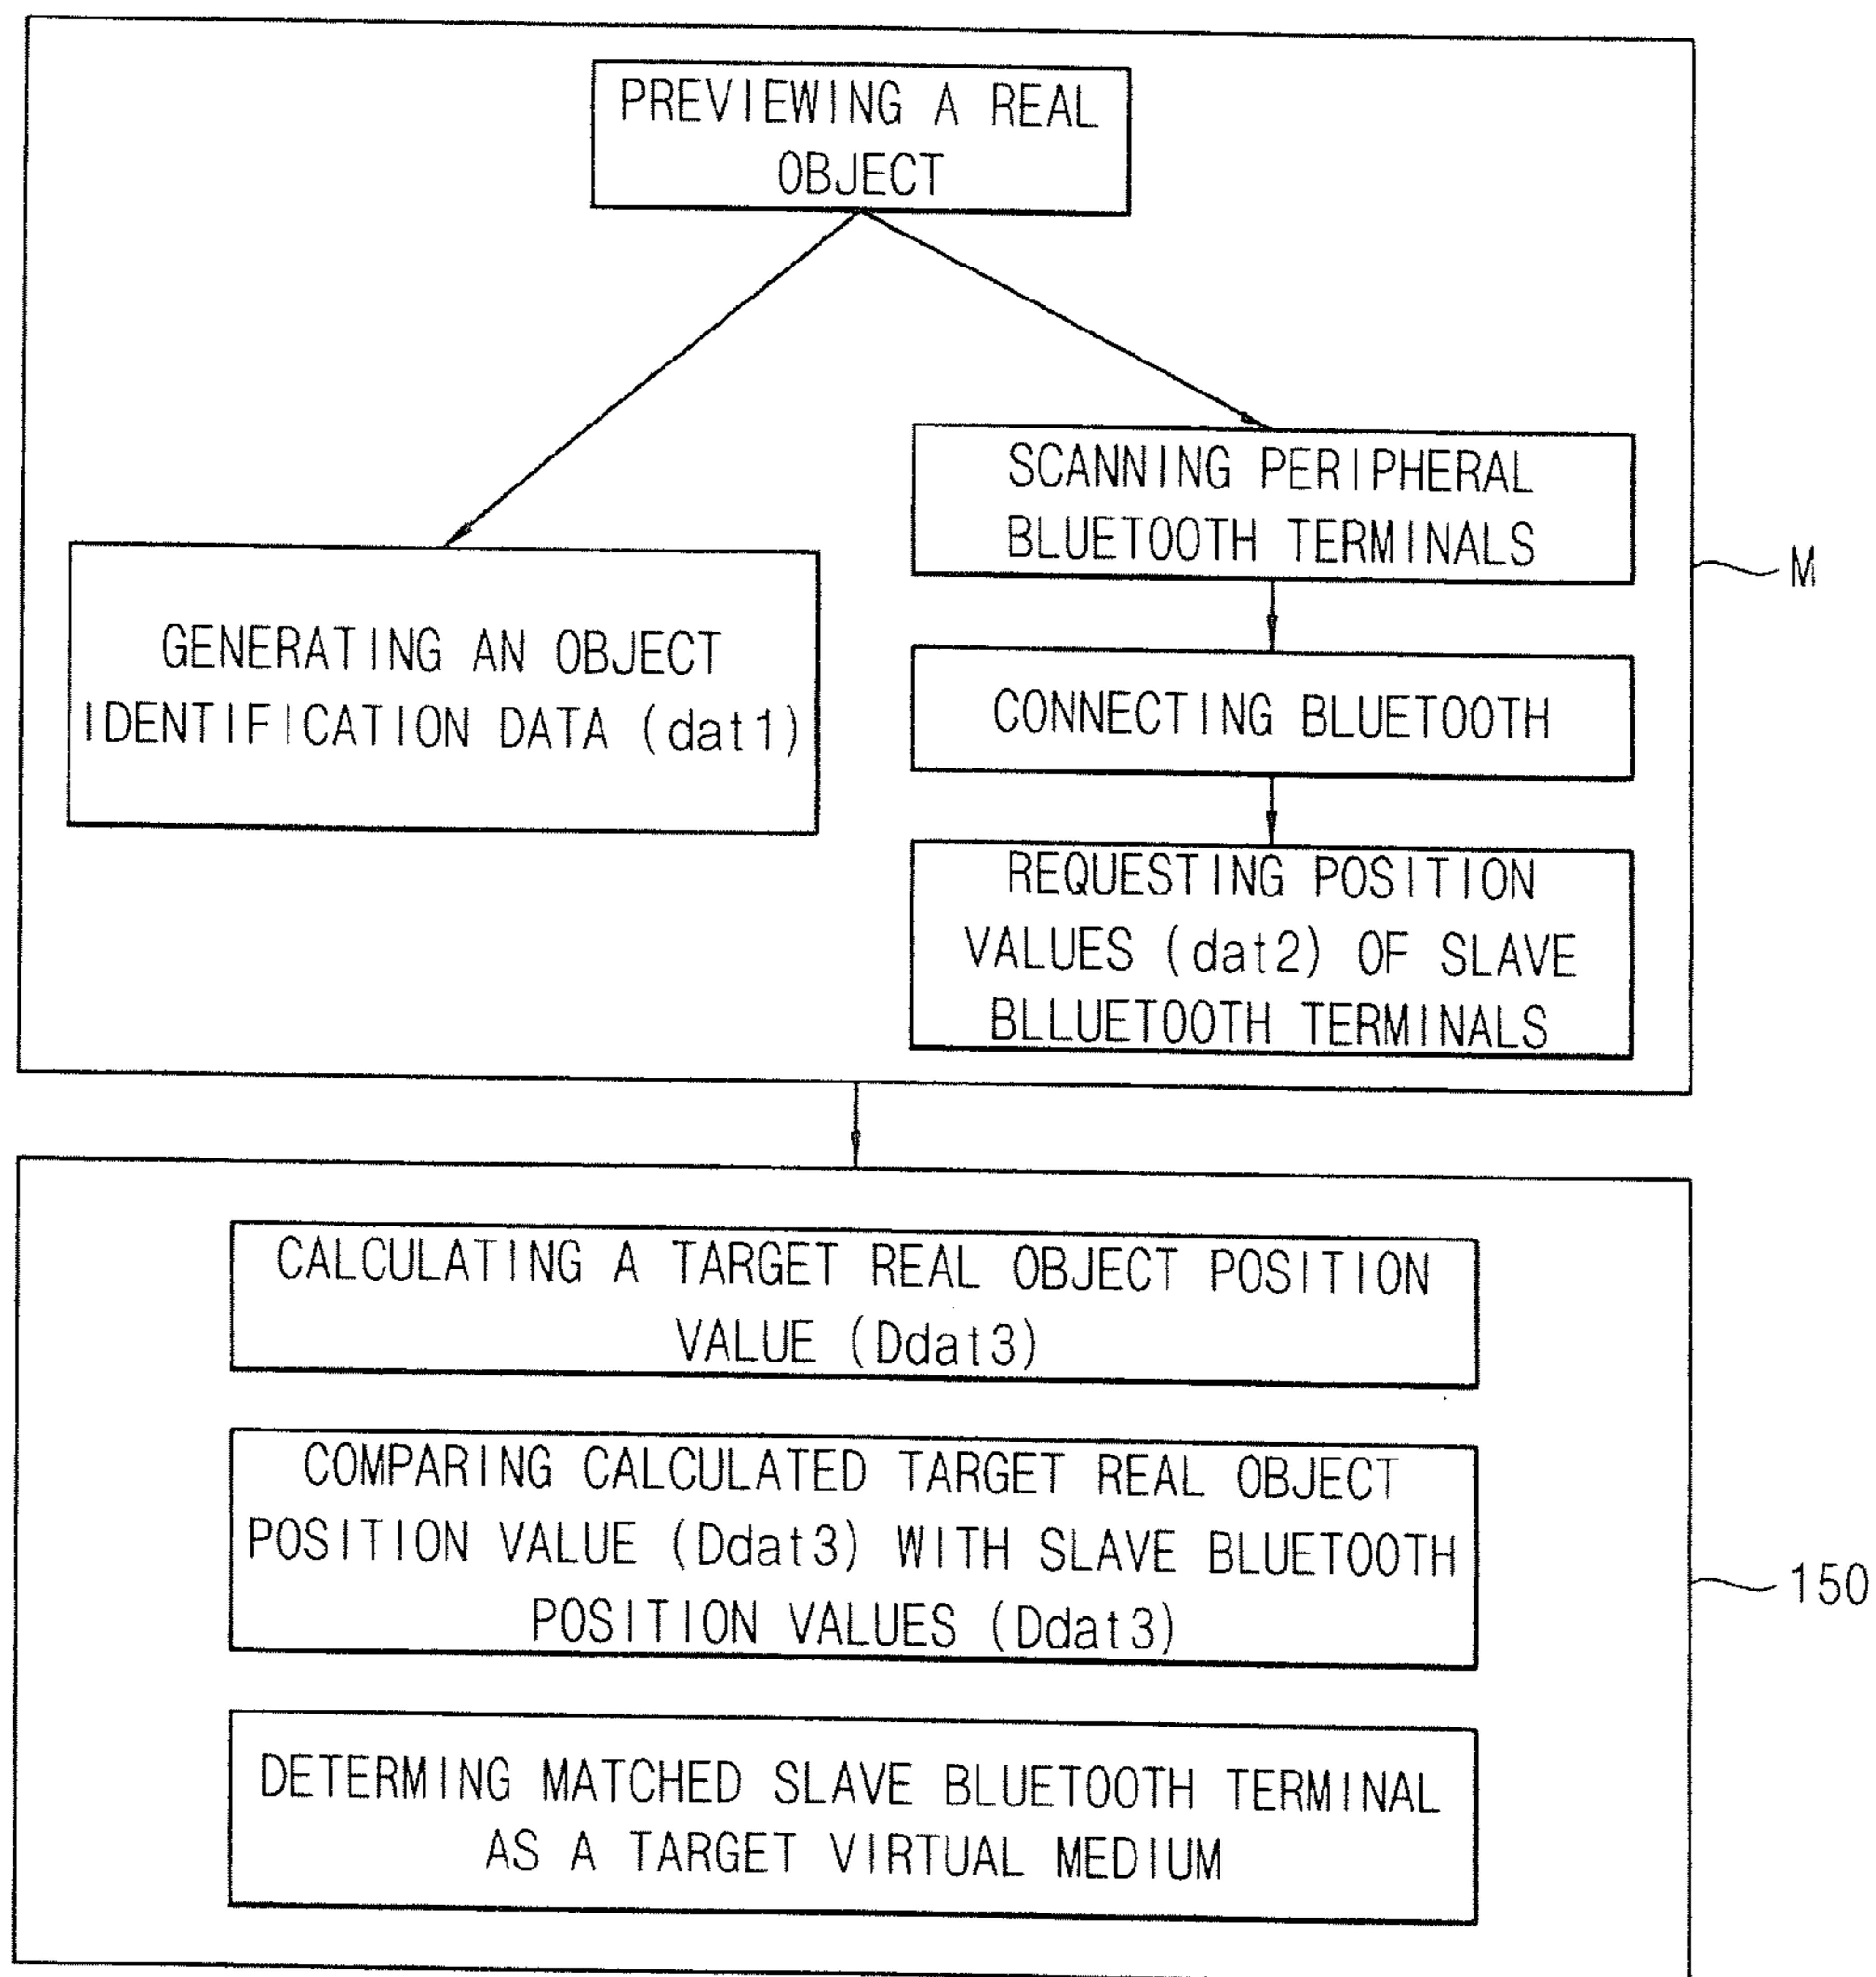 PREVIEWING A REAL
OBJECT
SCANNING PERIPHERAL
BLUETOOTH TERMINALS
M
GENERATING AN OBJECT
IDENTIFICATION DATA (dat1)
CONNECTING BLUETOOTH
REQUESTING POSITION
VALUES (dat2) OF SLAVE
BLLUETOOTH TERMINALS
CALCULATING A TARGET REAL OBJECT POSITION
VALUE (Ddat3)
COMPARING CALCULATED TARGET REAL OBJECT
POSITION VALUE (Ddat3) WITH SLAVE BLUETOOTH
POSITION VALUES (Ddat3)
150
DETERMING MATCHED SLAVE BLUETOOTH TERMINAL
AS A TARGET VIRTUAL MEDIUM